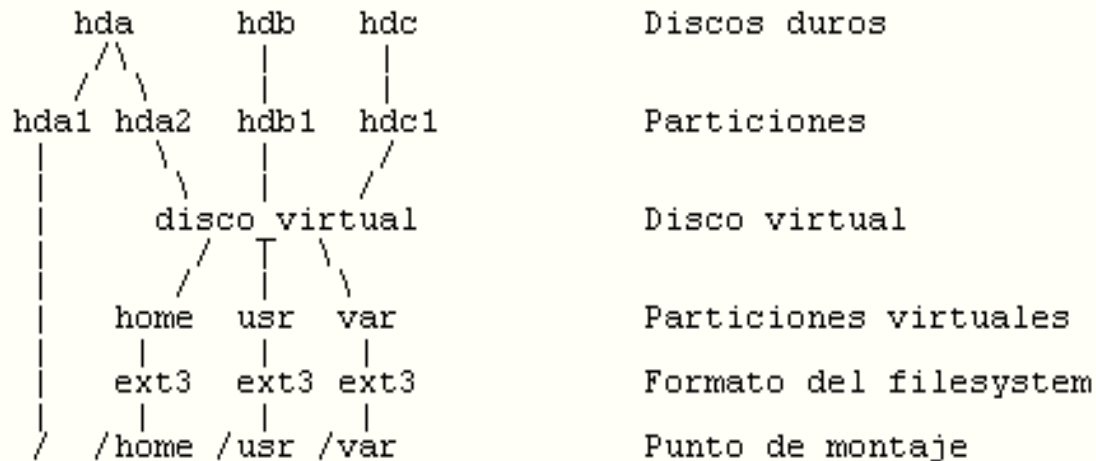 hda hdb hdc Discos duros
hda1 hda2 hdb1 hdc1 Particiones
disco virtual Disco virtual
home usr var Particiones virtuales
ext3 ext3 ext3 Formato del filesystem
/ /home /usr /var Punto de montaje